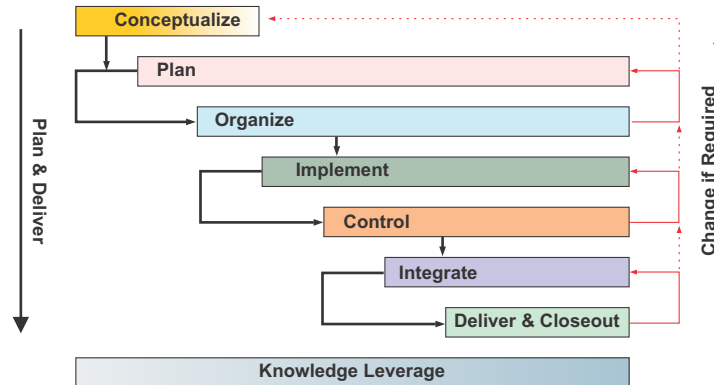 Conceptualize
Plan
Organize
Implement
Control
Integrate
Deliver & Closeout
Knowledge Leverage
Plan & Deliver
Change if Required